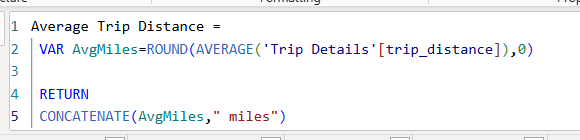 Average Trip Distance =
VAR AvgMiles=ROUND(AVERAGE('Trip Details'[trip_distance]),0)
RETURN
CONCATENATE(AvgMiles," miles")